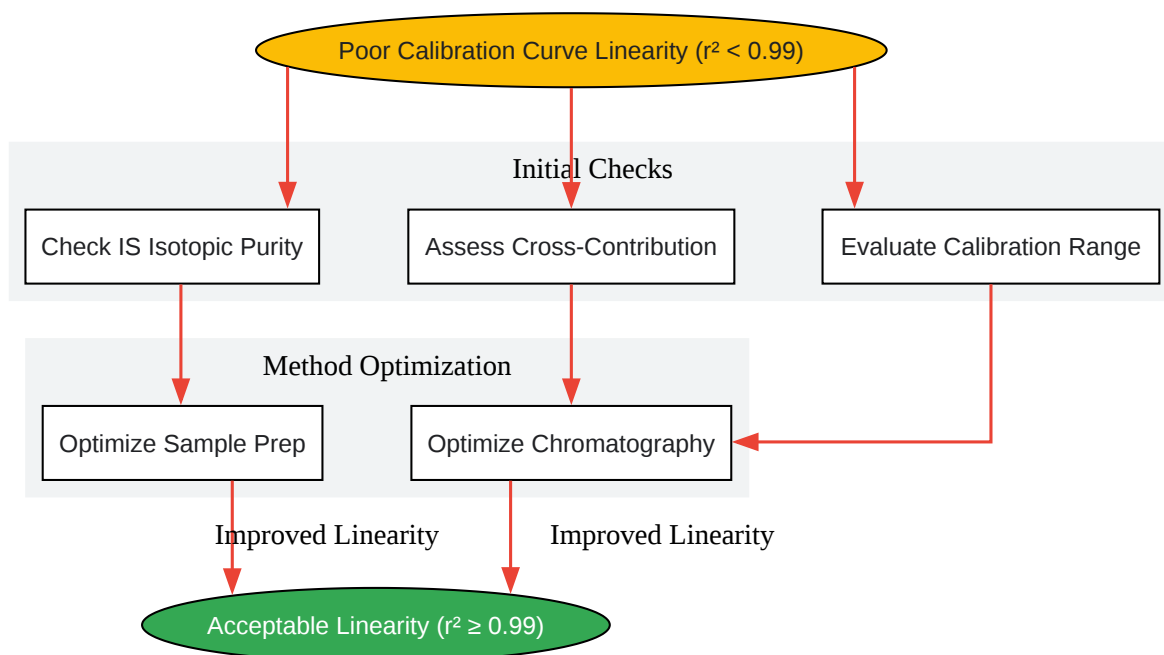 Poor Calibration Curve Linearity (r² < 0.99)
Initial Checks
Check IS Isotopic Purity
Assess Cross-Contribution
Evaluate Calibration Range
Method Optimization
Optimize Sample Prep
Optimize Chromatography
Improved Linearity
Improved Linearity
Acceptable Linearity (r² ≥ 0.99)